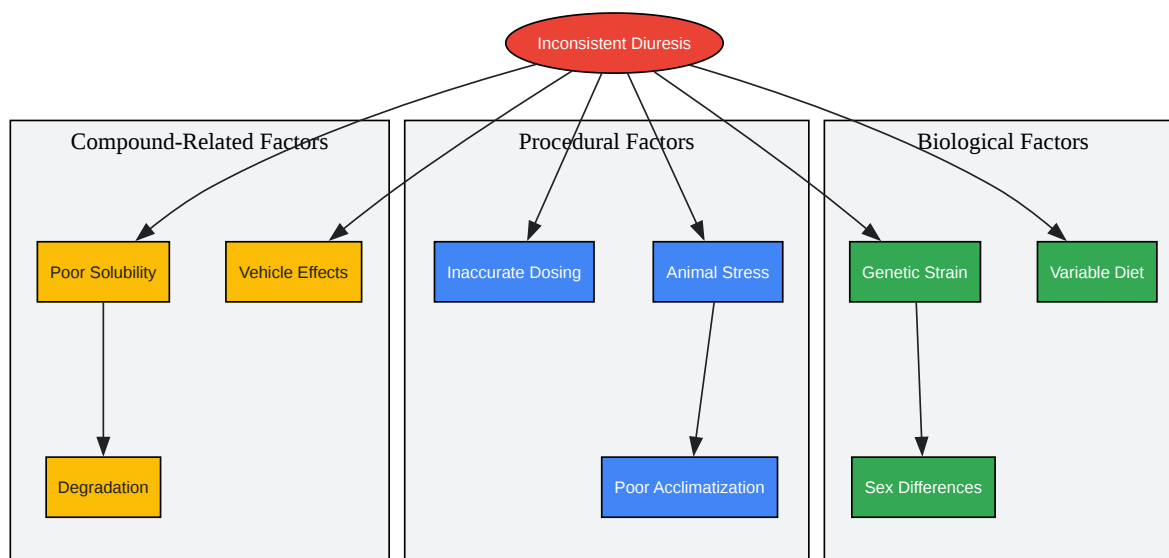 Inconsistent Diuresis
Compound-Related Factors
Procedural Factors
Biological Factors
Poor Solubility
Vehicle Effects
Inaccurate Dosing
Animal Stress
Genetic Strain
Variable Diet
Degradation
Poor Acclimatization
Sex Differences